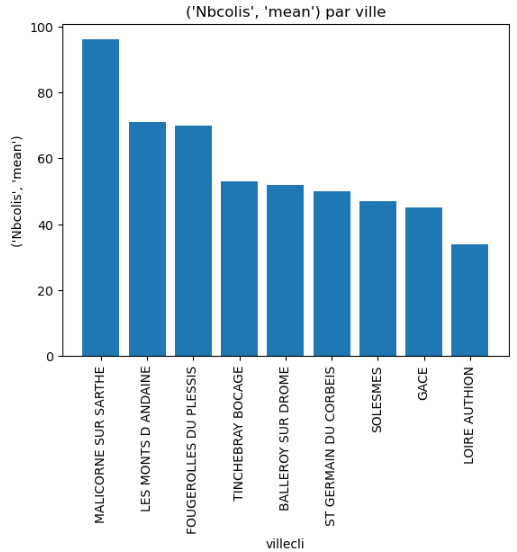 ('Nbcolis', 'mean') par ville
('Nbcolis', 'mean')
100
80
60
40
20
0
MALICORNE SUR SARTHE
LES MONTS D ANDAINE
FOUGEROLLES DU PLESSIS
TINCHEBRAY BOCAGE
BALLEROY SUR DROME
ST GERMAIN DU CORBEIS
SOLESMES
GACE
LOIRE AUTHION
villecli